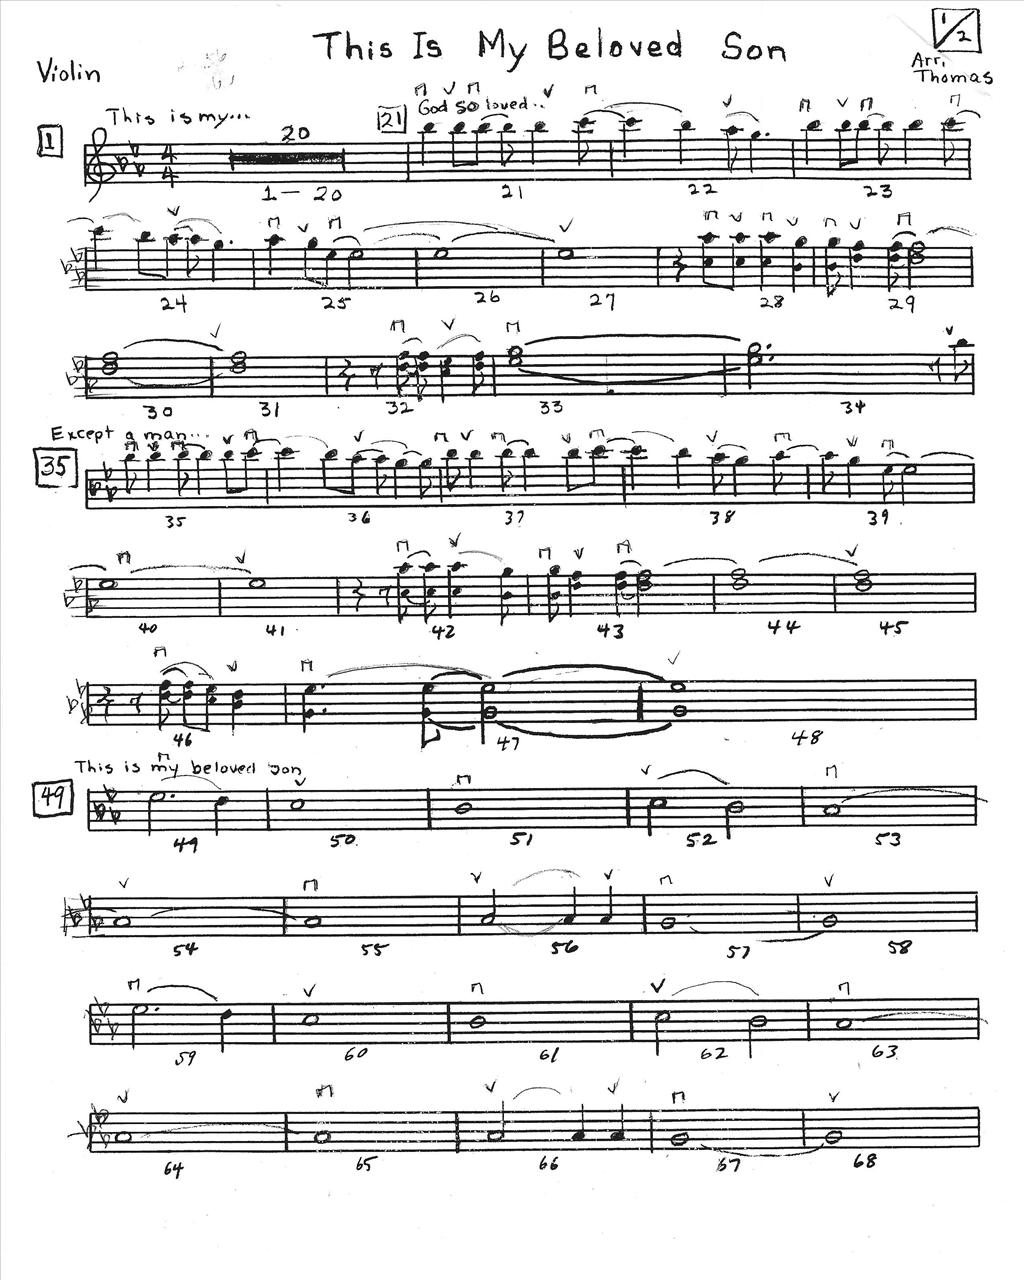 This Is My Beloved Son
1/2
Violin
Arr. Thomas
This is my...
God so loved...
1
20
21
1-20 21 22 23
24 25 26 27 28 29
30 31 32 33 34
Except a man...
35
35 36 37 38 39
40 41 42 43 44 45
46 47 48
This is my beloved son
49
49 50 51 52 53
54 55 56 57 58
59 60 61 62 63
64 65 66 67 68